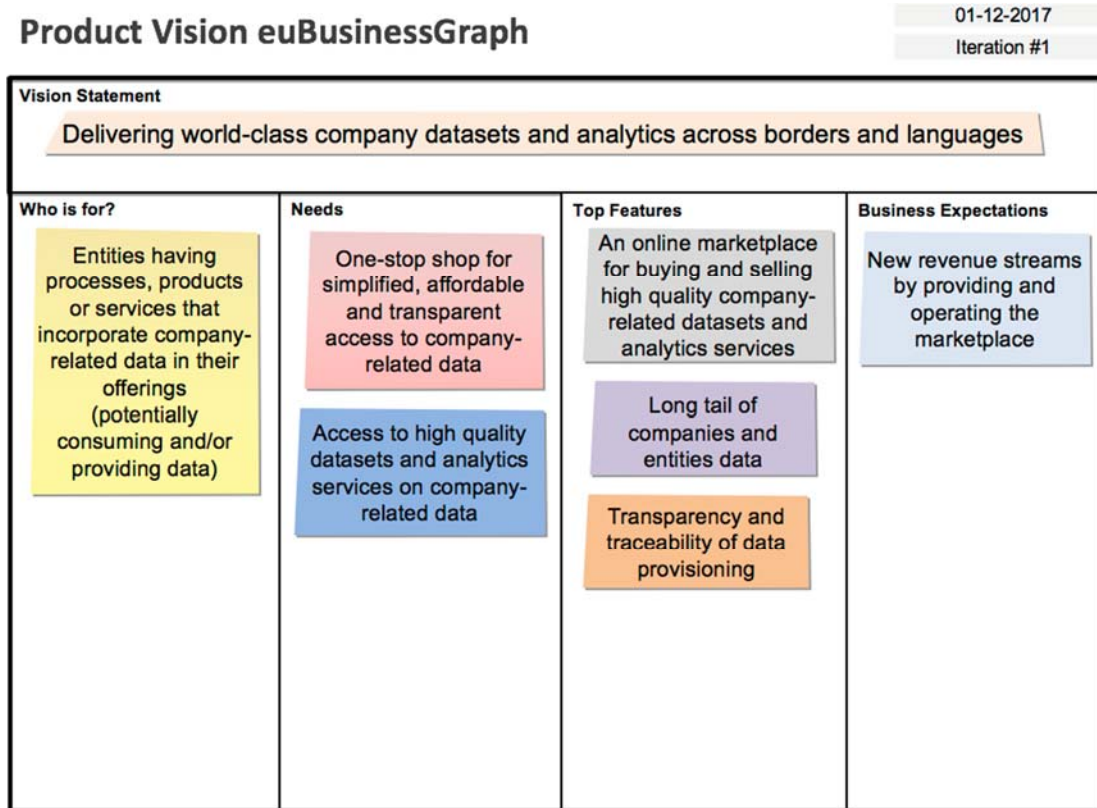 Product Vision euBusinessGraph
01-12-2017
Iteration #1
Vision Statement
Delivering world-class company datasets and analytics across borders and languages
Who is for?
Entities having
processes, products
or services that
incorporate company-
related data in their
offerings
(potentially
consuming and/or
providing data)
Needs
One-stop shop for
simplified, affordable
and transparent
access to company-
related data
Access to high quality
datasets and analytics
services on company-
related data
Top Features
An online marketplace
for buying and selling
high quality company-
related datasets and
analytics services
Long tail of
companies and
entities data
Transparency and
traceability of data
provisioning
Business Expectations
New revenue streams
by providing and
operating the
marketplace